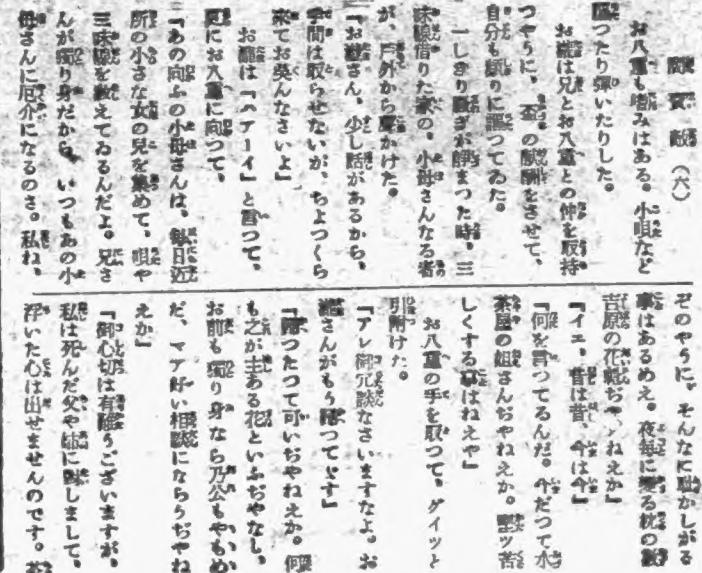 （六）
お八重も嗜みはある。小唄など
つたり弾いたりした。
お瀧は兄とお八重との仲を取持
つやうに、盃の献酬をさせて、
自分も頻りに謡つてゐた。
一しきり騒ぎが静まつた時、三
味線借りた家の、小母さんなる者
が、戸外から声かけた。
『お瀧さん、少し話があるから、
手間は取らせないが、ちよつくら
来てお呉んなさいよ』
お瀧は『ハアーイ』と言つて、
更にお八重に向つて、
『あの向ふの小母さんは、毎日近
所の小さな女の児を集めて、唄や
三味線を教えてゐるんだよ。兄さ
んが獨り身だから、いつもあの小
母さんに厄介になるのさ。私ね、
ぞのやうに、そんなに恥かしがる
事はあるめえ。夜毎に変る枕の数
吉原の花魁ぢやアねえか』
『イエ、昔は昔、今は今』
『何を言つてるんだ。今だつて水
茶屋の姐さんぢやねえか。堅ッ苦
しくする事はねえや』
お八重の手を取つて、グイッと
引附けた。
『アレ御冗談なさいますなよ。お
瀧さんがもう帰つてです』
『帰つたつて可いぢやねえか。何
も之が主ある花といふぢやなし、
お前も獨り身なら乃公もやもめ
だ、マア好い相談にならうぢやね
えか』
『御心切は有難うございますが、
私は死んだ父や姉に対しまして、
浮いた心は出せませんのです。